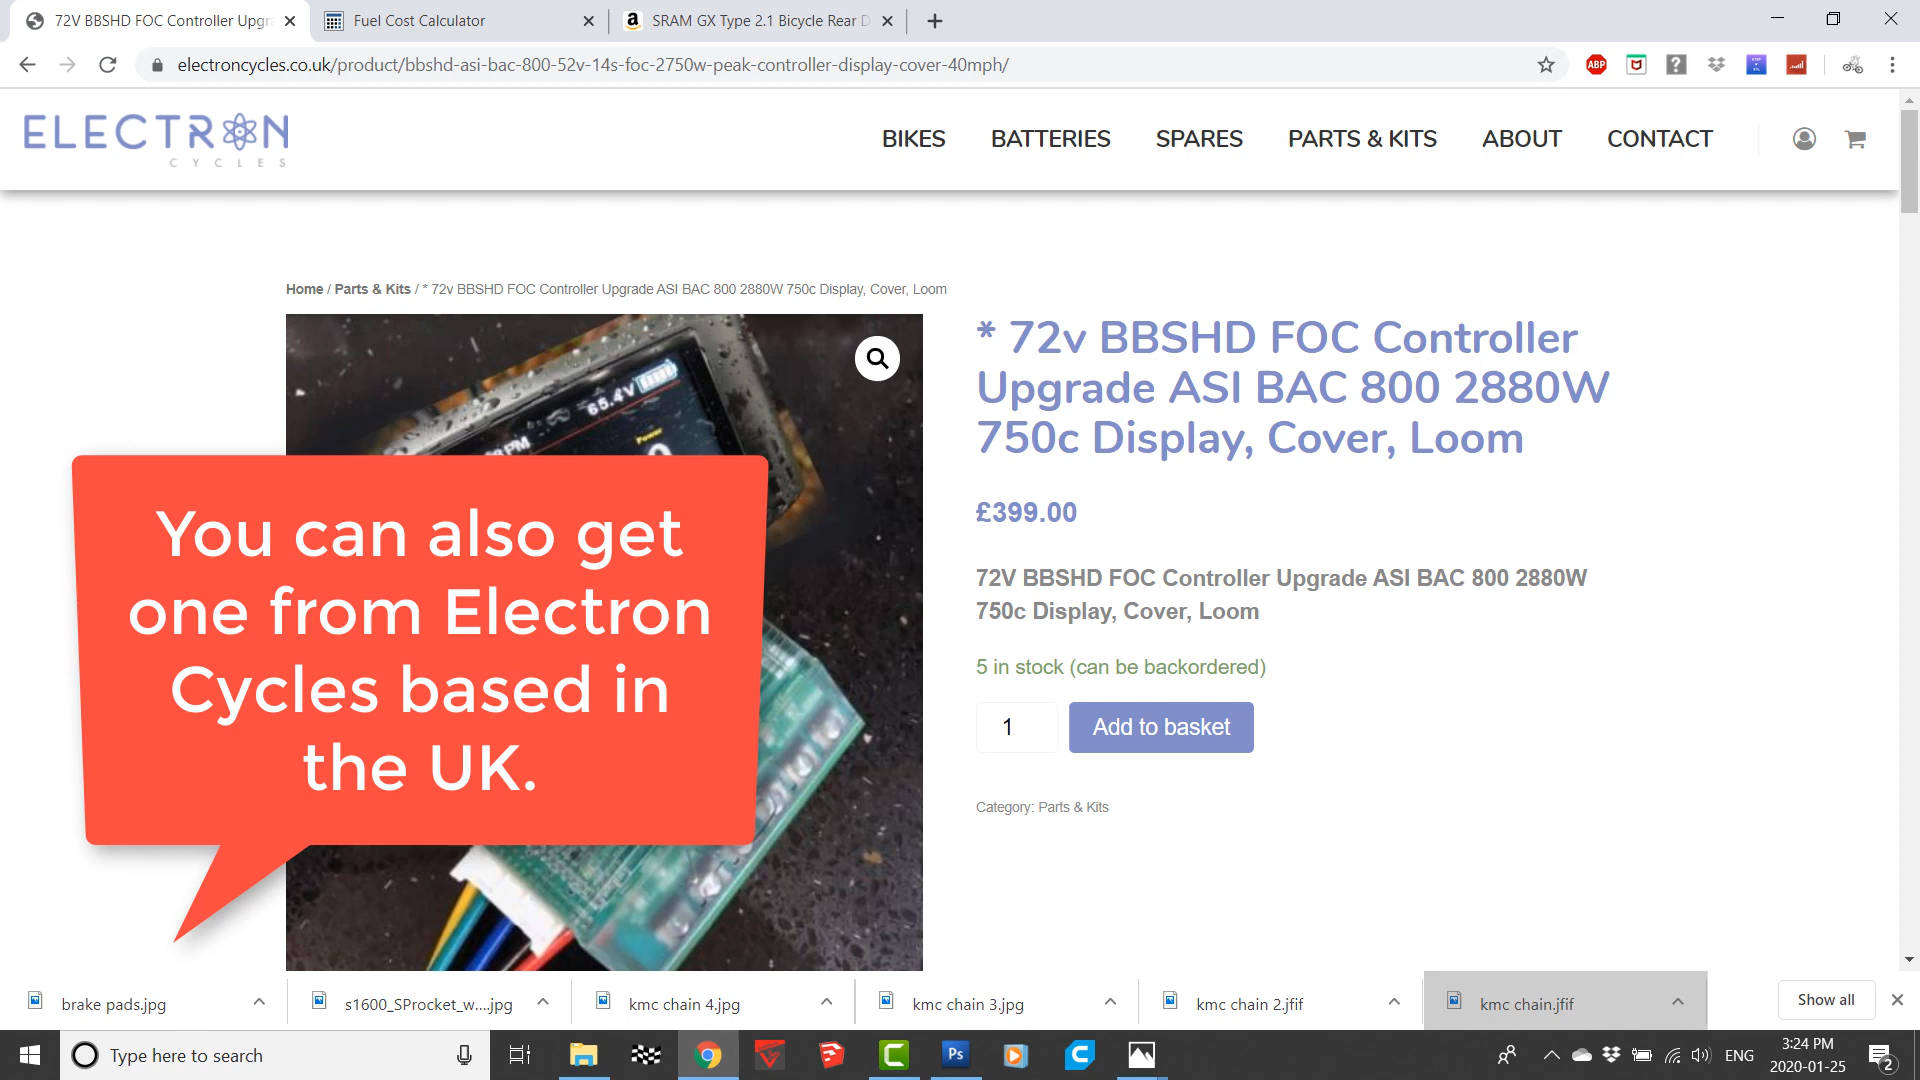 72V BBSHD FOC Controller Upgra
Fuel Cost Calculator
SRAM GX Type 2.1 Bicycle Rear D
electroncycles.co.uk/product/bbshd-asi-bac-800-52v-14s-foc-2750w-peak-controller-display-cover-40mph/
ABP
ELECTRON
CYCLES
BIKES
BATTERIES
SPARES
PARTS & KITS
ABOUT
CONTACT
Home / Parts & Kits / * 72v BBSHD FOC Controller Upgrade ASI BAC 800 2880W 750c Display, Cover, Loom
65.4V
Power
PM
You can also get
one from Electron
Cycles based in
the UK.
* 72v BBSHD FOC Controller
Upgrade ASI BAC 800 2880W
750c Display, Cover, Loom
£399.00
72V BBSHD FOC Controller Upgrade ASI BAC 800 2880W
750c Display, Cover, Loom
5 in stock (can be backordered)
1
Add to basket
Category: Parts & Kits
brake pads.jpg
s1600_SProcket_w....jpg
kmc chain 4.jpg
kmc chain 3.jpg
kmc chain 2.jfif
kmc chain.jfif
Show all
Type here to search
Ps
ENG
3:24 PM
2020-01-25
2